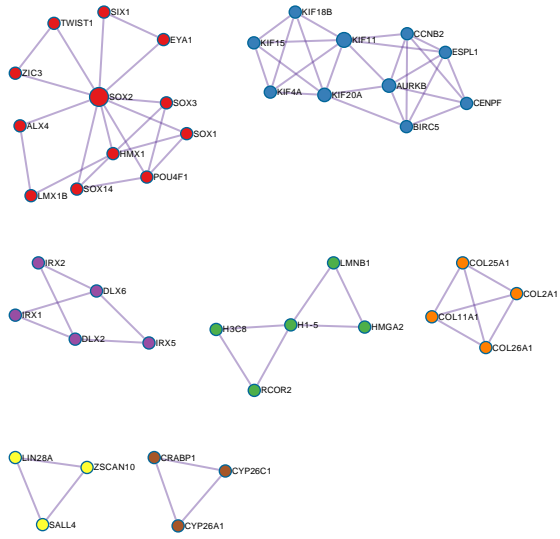 SIX1
TWIST1
EYA1
ZIC3
SOX2
SOX3
ALX4
SOX1
HMX1
POU4F1
SOX14
LMX1B
KIF18B
KIF15
KIF11
CCNB2
ESPL1
KIF4A
KIF20A
AURKB
CENPF
BIRC5
IRX2
DLX6
IRX1
DLX2
IRX5
LMNB1
H3C8
H1-5
HMGA2
RCOR2
COL25A1
COL2A1
COL11A1
COL26A1
LIN28A
ZSCAN10
SALL4
CRABP1
CYP26C1
CYP26A1